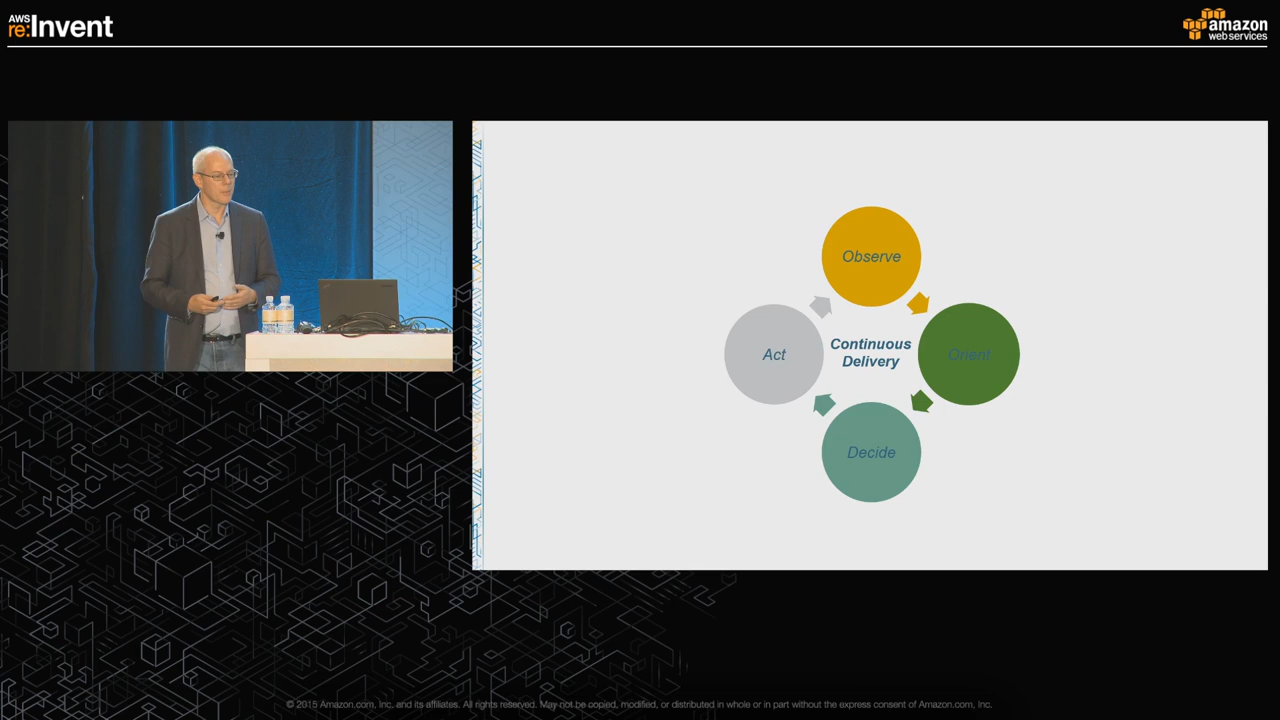 AWS
re:Invent
amazon
web services
Observe
Act
Continuous
Delivery
Orient
Decide
© 2015 Amazon.com, Inc. and its affiliates. All rights reserved. May not be copied, modified, or distributed in whole or in part without the express consent of Amazon.com, Inc.